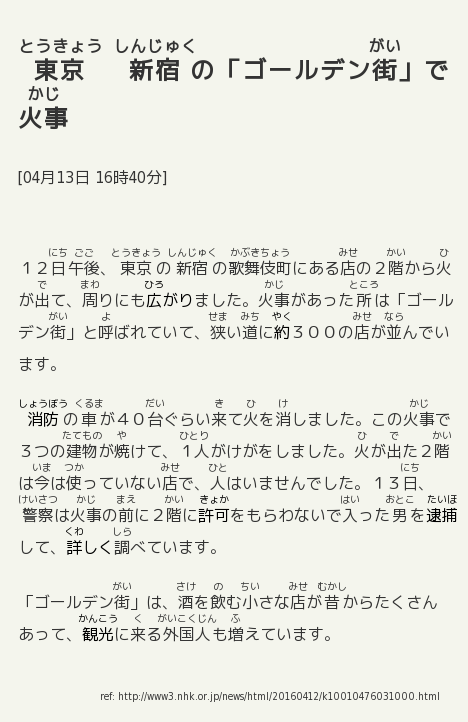 東京 新宿の「ゴールデン街」で
火事
[04月13日 16時40分]
１２日午後、東京の新宿の歌舞伎町にある店の２階から火
が出て、周りにも広がりました。火事があった所は「ゴール
デン街」と呼ばれていて、狭い道に約３００の店が並んでい
ます。
消防の車が４０台ぐらい来て火を消しました。この火事で
３つの建物が焼けて、１人がけがをしました。火が出た２階
は今は使っていない店で、人はいませんでした。１３日、
警察は火事の前に２階に許可をもらわないで入った男を逮捕
して、詳しく調べています。
「ゴールデン街」は、酒を飲む小さな店が昔からたくさん
あって、観光に来る外国人も増えています。
ref: http://www3.nhk.or.jp/news/html/20160412/k10010476031000.html